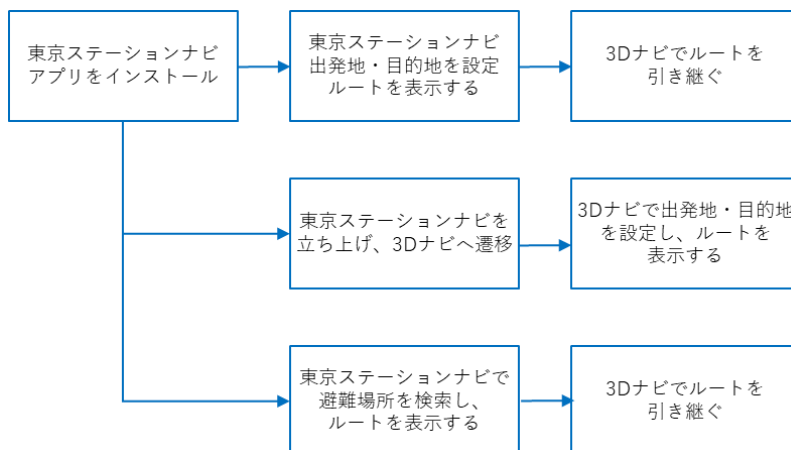 東京ステーションナビ
アプリをインストール
東京ステーションナビ
出発地・目的地を設定
ルートを表示する
3Dナビでルートを
引き継ぐ
東京ステーションナビを
立ち上げ、3Dナビへ遷移
3Dナビで出発地・目的地
を設定し、ルートを
表示する
東京ステーションナビで
避難場所を検索し、
ルートを表示する
3Dナビでルートを
引き継ぐ